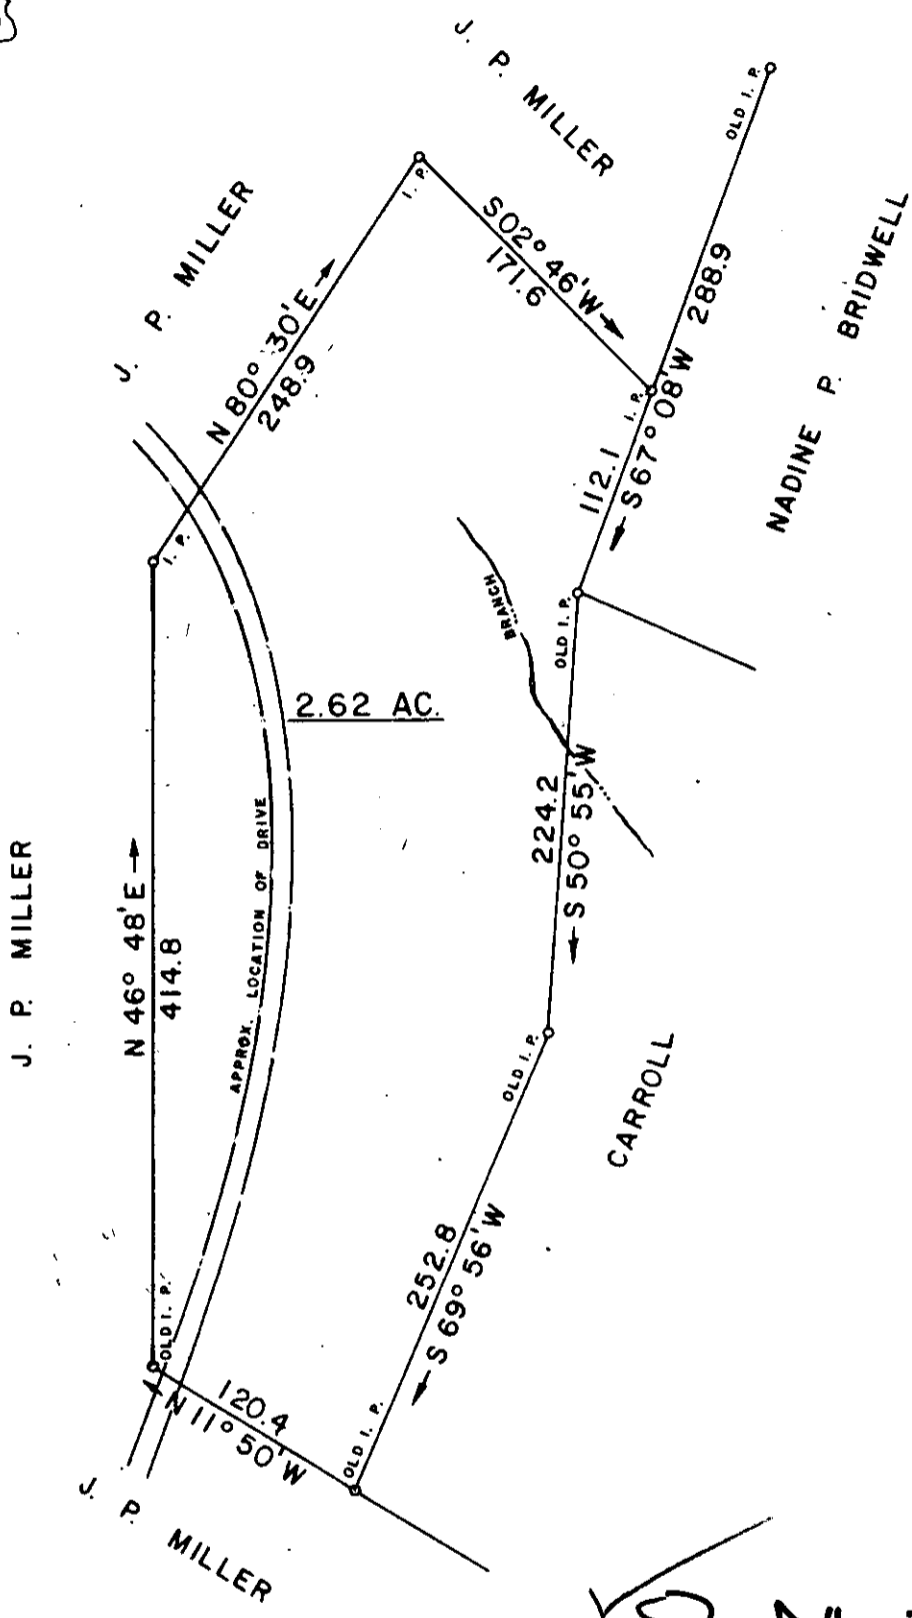 J. P. MILLER
J. P. MILLER
OLD I. P.
I. P.
S 02° 46' W
171.6
N 80° 30' E
248.9
288.9
NADINE P. BRIDWELL
I. P.
112.1
S 67° 08' W
I. P.
BRANCH
OLD I. P.
2.62 AC.
224.2
S 50° 55' W
J. P. MILLER
N 46° 48' E
414.8
APPROX. LOCATION OF DRIVE
OLD I. P.
CARROLL
252.8
S 69° 56' W
OLD I. P.
120.4
N 11° 50' W
OLD I. P.
J. P. MILLER